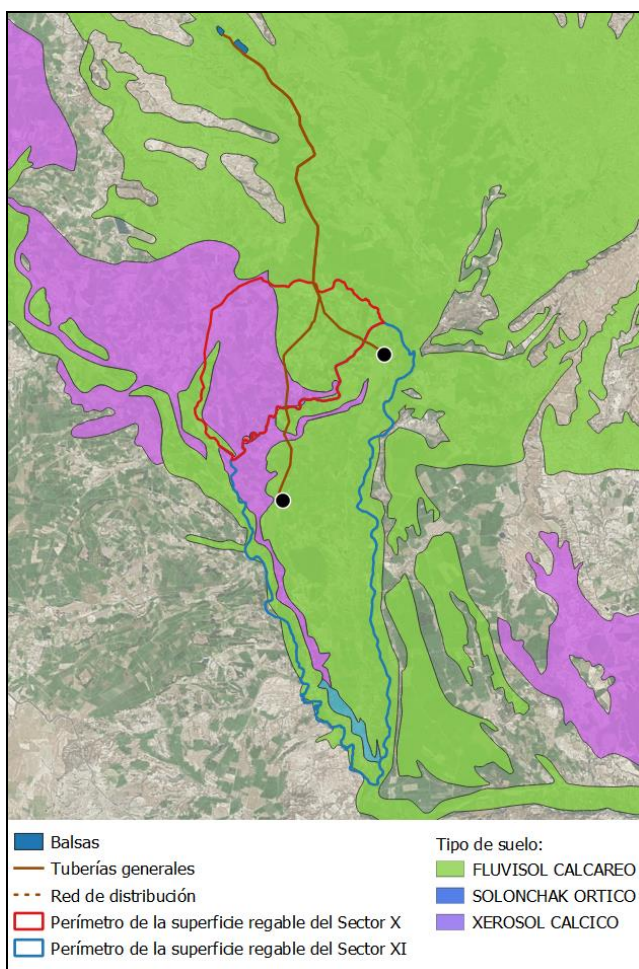 Balsas
Tuberías generales
Red de distribución
Perímetro de la superficie regable del Sector X
Perímetro de la superficie regable del Sector XI
Tipo de suelo:
FLUVISOL CALCAREO
SOLONCHAK ORTICO
XEROSOL CALCICO